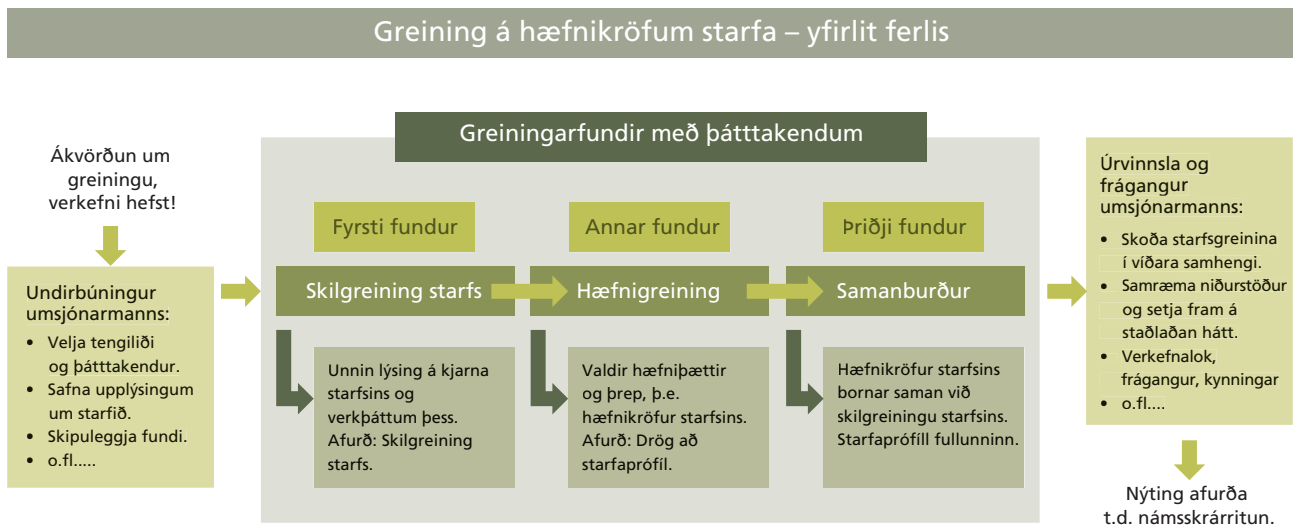 Greining á hæfnikröfum starfa – yfirlit ferlis
Ákvörðun um
greiningu,
verkefni hefst!
Undirbúningur
umsjónarmanns:
• Velja tengiliði
og þátttakendur.
• Safna upplýsingum
um starfið.
• Skipuleggja fundi.
• o.fl.....
Greiningarfundir með þátttakendum
Fyrsti fundur
Skilgreining starfs
Unnin lýsing á kjarna
starfsins og
verkþáttum þess.
Afurð: Skilgreining
starfs.
Annar fundur
Hæfnigreining
Valdir hæfniþættir
og þrep, þ.e.
hæfnikröfur starfsins.
Afurð: Drög að
starfaprófíl.
Þriðji fundur
Samanburður
Hæfnikröfur starfsins
bornar saman við
skilgreiningu starfsins.
Starfaprófíll fullunninn.
Úrvinnsla og
frágangur
umsjónarmanns:
• Skoða starfsgreinina
í víðara samhengi.
• Samræma niðurstöður
og setja fram á
staðlaðan hátt.
• Verkefnalok,
frágangur, kynningar
• o.fl....
Nýting afurða
t.d. námsskrárritun.